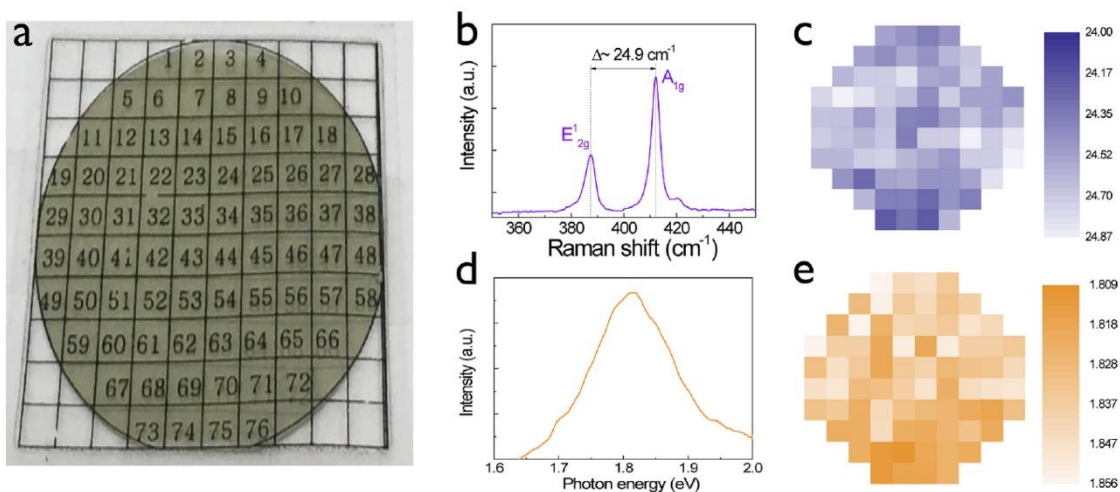 a
1 2 3 4
5 6 7 8 9 10
11 12 13 14 15 16 17 18
19 20 21 22 23 24 25 26 27 28
29 30 31 32 33 34 35 36 37 38
39 40 41 42 43 44 45 46 47 48
49 50 51 52 53 54 55 56 57 58
59 60 61 62 63 64 65 66
67 68 69 70 71 72
73 74 75 76
b
Δ~ 24.9 cm⁻¹
A₁g
E¹₂g
Intensity (a.u.)
360 380 400 420 440
Raman shift (cm⁻¹)
c
24.00
24.17
24.35
24.52
24.70
24.87
d
Intensity (a.u.)
1.6 1.7 1.8 1.9 2.0
Photon energy (eV)
e
1.809
1.818
1.828
1.837
1.847
1.856